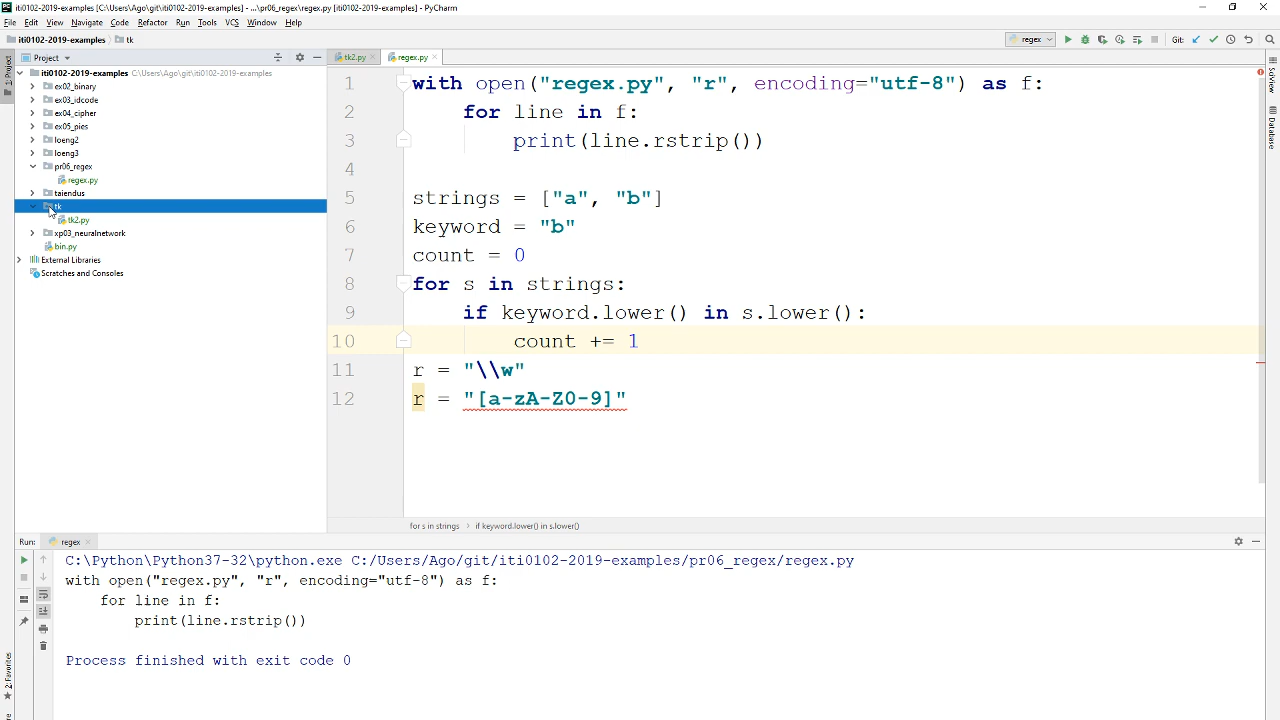 iti0102-2019-examples [C:\Users\Ago\git\iti0102-2019-examples] - ...\pr06_regex\regex.py [iti0102-2019-examples] - PyCharm
File Edit View Navigate Code Refactor Run Tools VCS Window Help
iti0102-2019-examples tk
regex
Git:
Project
tk2.py
regex.py
1: Project
iti0102-2019-examples C:\Users\Ago\git\iti0102-2019-examples
ex02_binary
ex03_idcode
ex04_cipher
ex05_pies
loeng2
loeng3
pr06_regex
regex.py
taiendus
tk
tk2.py
xp03_neuralnetwork
bin.py
External Libraries
Scratches and Consoles
1 with open("regex.py", "r", encoding="utf-8") as f:
2 for line in f:
3 print(line.rstrip())
4
5 strings = ["a", "b"]
6 keyword = "b"
7 count = 0
8 for s in strings:
9 if keyword.lower() in s.lower():
10 count += 1
11 r = "\\w"
12 r = "[a-zA-Z0-9]"
for s in strings > if keyword.lower() in s.lower()
SciView
Database
Run: regex
C:\Python\Python37-32\python.exe C:/Users/Ago/git/iti0102-2019-examples/pr06_regex/regex.py
with open("regex.py", "r", encoding="utf-8") as f:
for line in f:
print(line.rstrip())
Process finished with exit code 0
2: Favorites